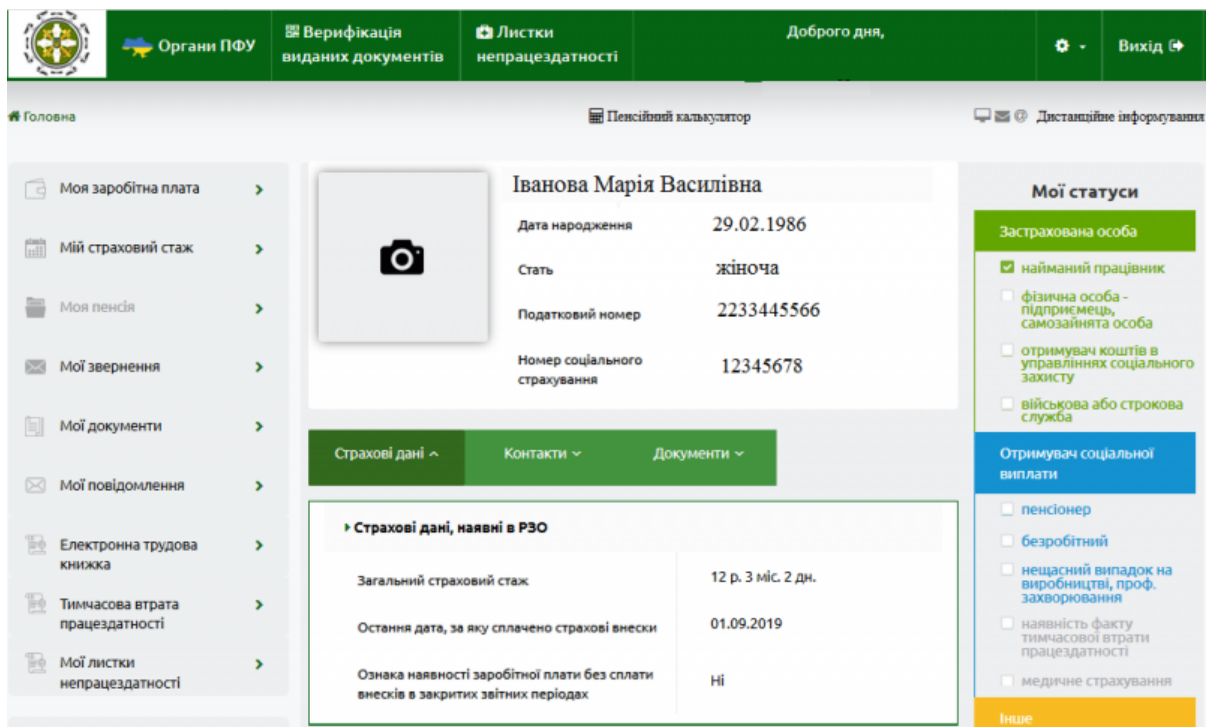 Органи ПФУ
Верифікація
виданих документів
Листки
непрацездатності
Доброго дня,
Вихід
Головна
Пенсійний калькулятор
@ Дистанційне інформування
Моя заробітна плата
Мій страховий стаж
Моя пенсія
Мої звернення
Мої документи
Мої повідомлення
Електронна трудова
книжка
Тимчасова втрата
працездатності
Мої листки
непрацездатності
Іванова Марія Василівна
Дата народження 29.02.1986
Стать жіноча
Податковий номер 2233445566
Номер соціального
страхування 12345678
Страхові дані Контакти Документи
Страхові дані, наявні в РЗО
Загальний страховий стаж 12 р. 3 міс. 2 дн.
Остання дата, за яку сплачено страхові внески 01.09.2019
Ознака наявності заробітної плати без сплати
внесків в закритих звітних періодах Ні
Мої статуси
Застрахована особа
найманий працівник
фізична особа -
підприємець,
самозайнята особа
отримувач коштів в
управліннях соціального
захисту
військова або строкова
служба
Отримувач соціальної
виплати
пенсіонер
безробітний
нещасний випадок на
виробництві, проф.
захворювання
наявність факту
тимчасової втрати
працездатності
медичне страхування
Інше